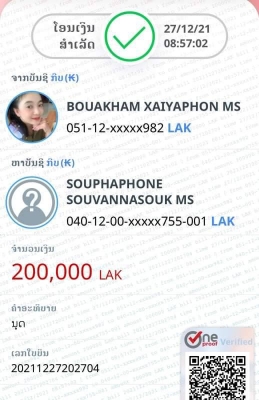 ໂອນເງິນ
ສຳເລັດ
27/12/21
08:57:02
ຈາກບັນຊີ ກີບ(₭)
BOUAKHAM XAIYAPHON MS
051-12-xxxxx982 LAK
ຫາບັນຊີ ກີບ(₭)
SOUPHAPHONE
SOUVANNASOUK MS
040-12-00-xxxxx755-001 LAK
ຈຳນວນເງິນ
200,000 LAK
ຄຳອະທິບາຍ
ນຸດ
ເລກໃບບິນ
20211227202704
One
proof
Verified